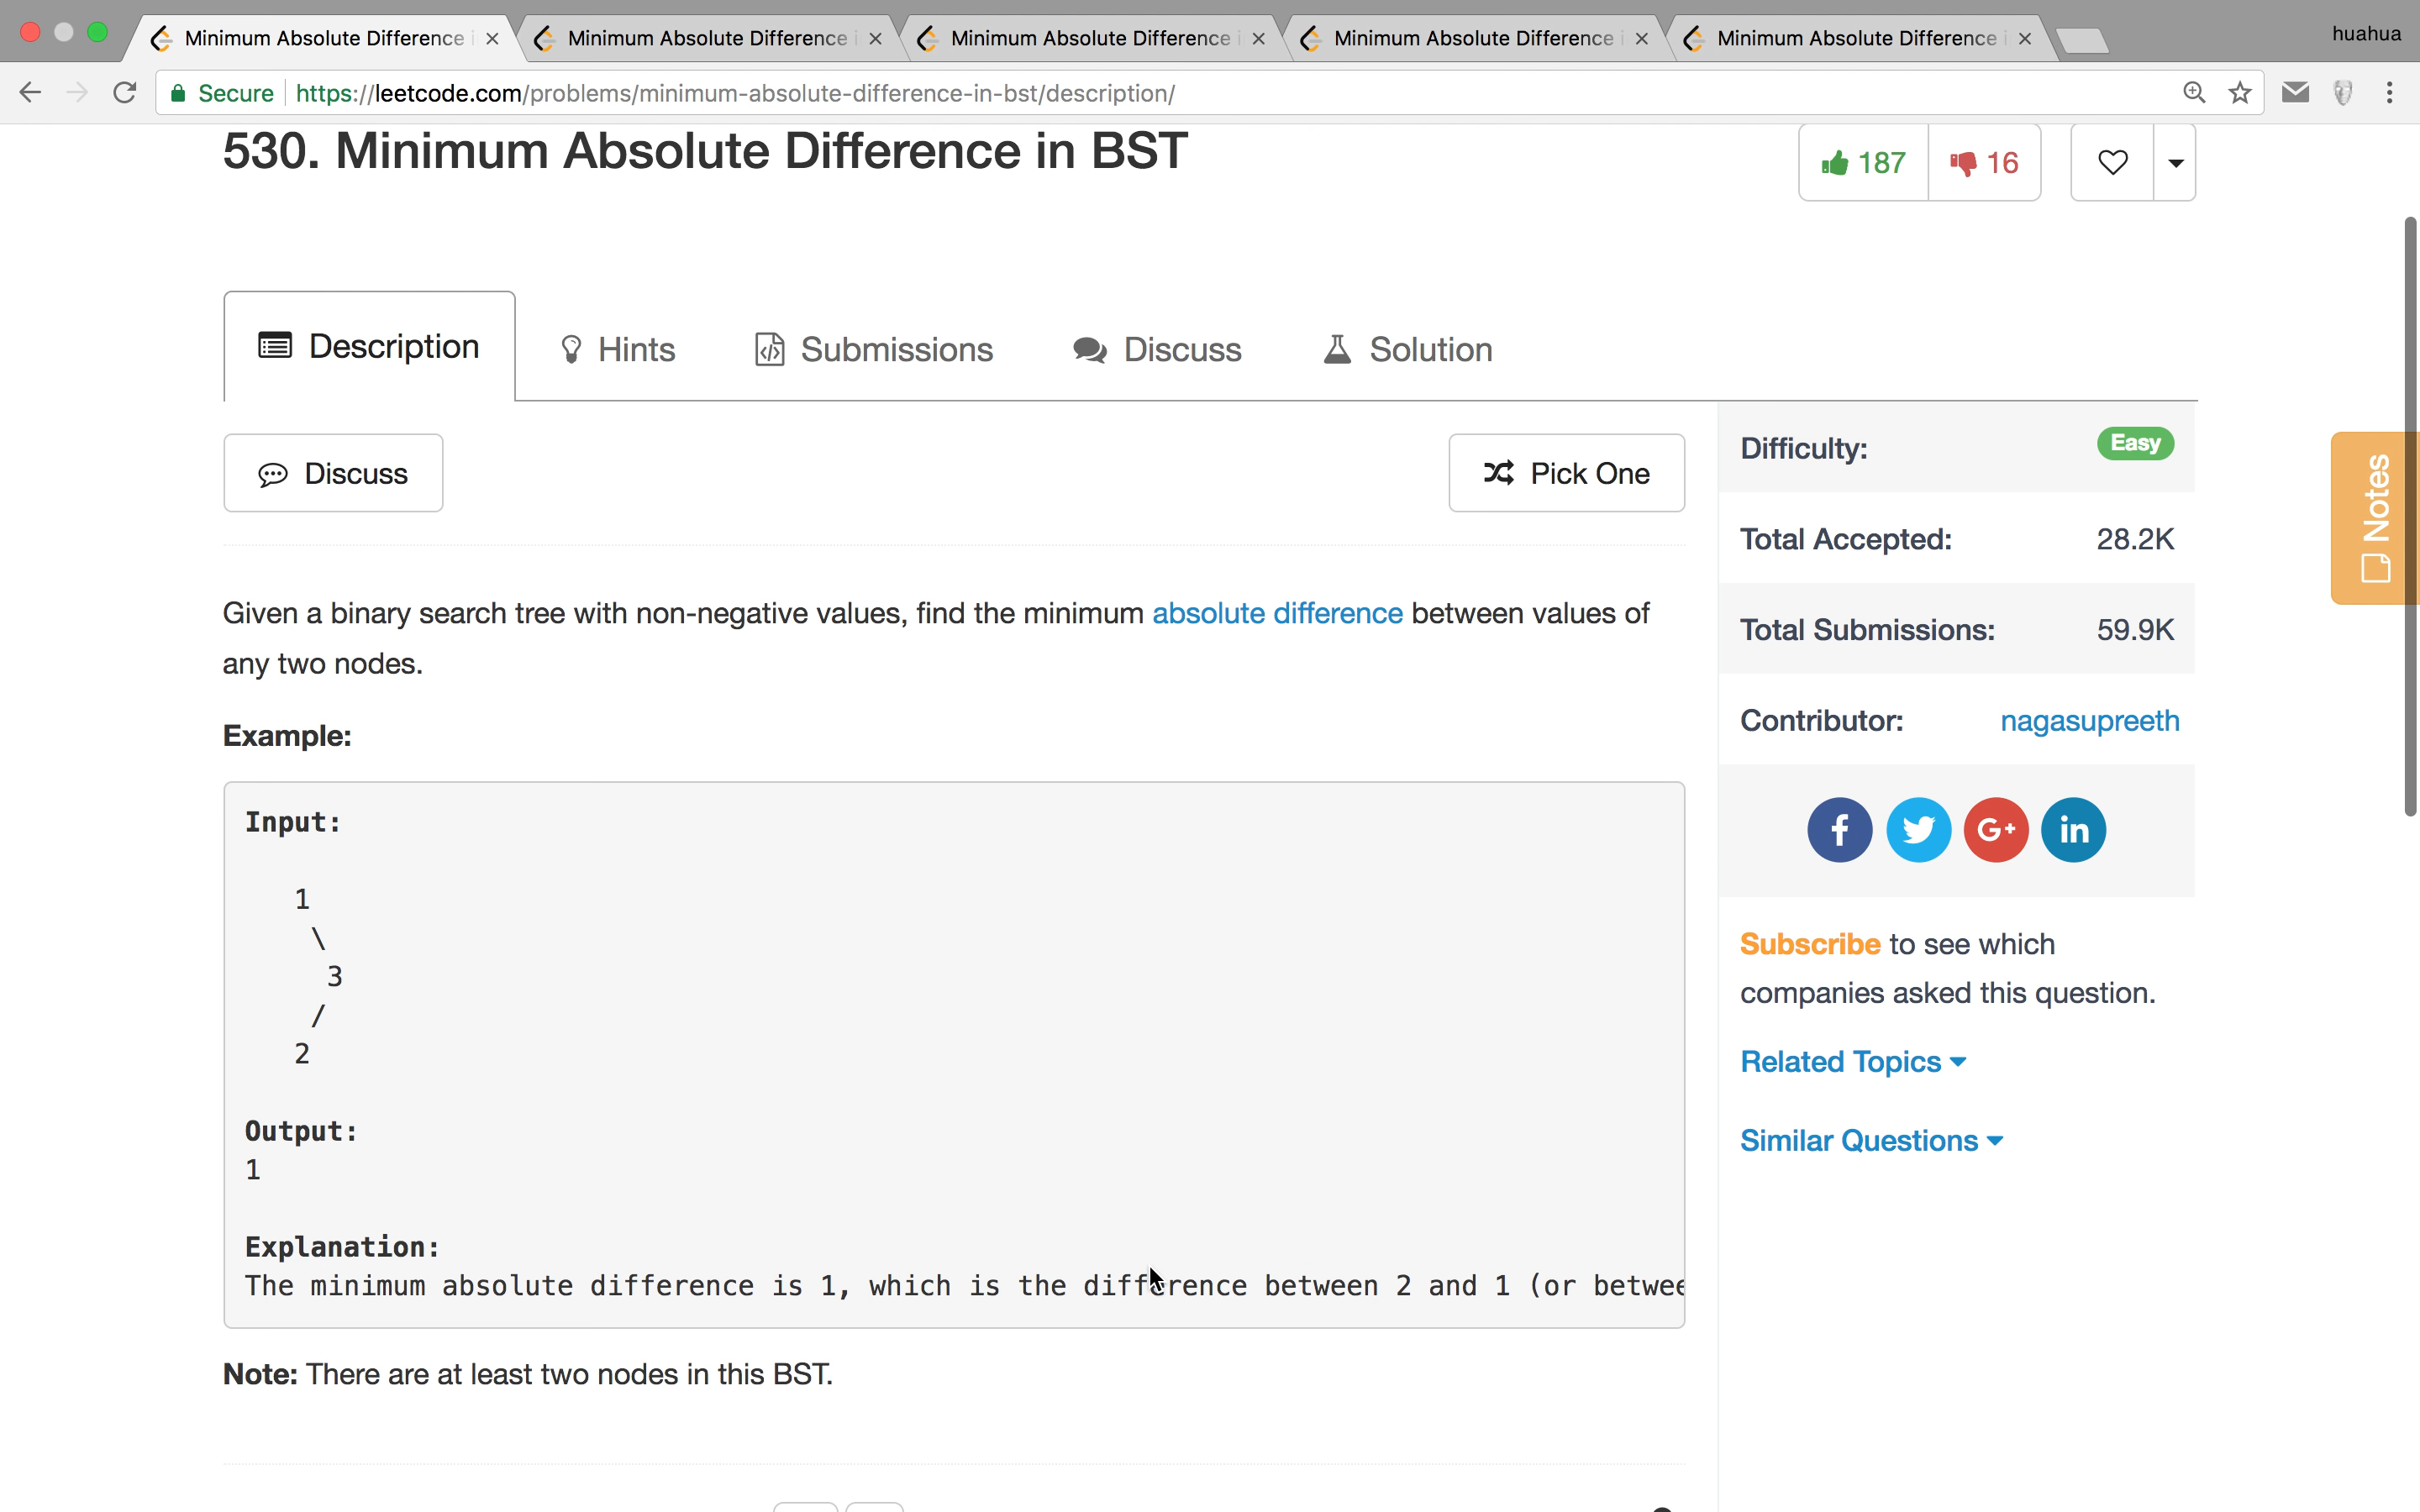 Minimum Absolute Difference i
Minimum Absolute Difference i
Minimum Absolute Difference i
Minimum Absolute Difference i
Minimum Absolute Difference i
huahua
Secure
https://leetcode.com/problems/minimum-absolute-difference-in-bst/description/
530. Minimum Absolute Difference in BST
187
16
Description
Hints
Submissions
Discuss
Solution
Discuss
Pick One
Given a binary search tree with non-negative values, find the minimum absolute difference between values of
any two nodes.
Example:
Input:
1
\
3
/
2
Output:
1
Explanation:
The minimum absolute difference is 1, which is the difference between 2 and 1 (or betwee
Note: There are at least two nodes in this BST.
Difficulty:
Easy
Total Accepted:
28.2K
Total Submissions:
59.9K
Contributor:
nagasupreeth
f
G+
in
Subscribe to see which
companies asked this question.
Related Topics
Similar Questions
Notes